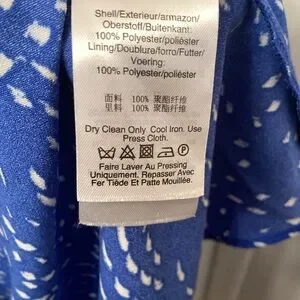 Shell/Exterieur/armazon/
Oberstoff/Buitenkant:
100% Polyester/poliéster
Lining/Doublure/forro/Futter/
Voering:
100% Polyester/poliéster
面料 100% 聚酯纤维
里料 100% 聚酯纤维
Dry Clean Only. Cool Iron. Use
Press Cloth.
P
Faire Laver Au Pressing
Uniquement. Repasser Avec
Fer Tiède Et Patte Mouillée.